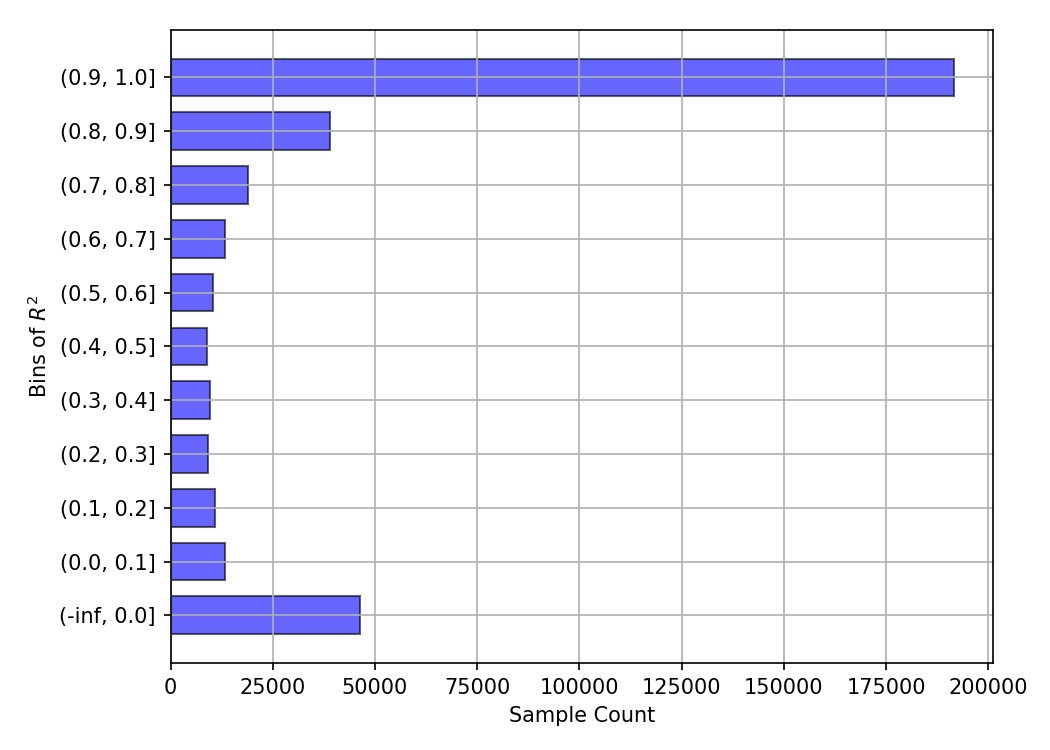 (0.9, 1.0]
(0.8, 0.9]
(0.7, 0.8]
(0.6, 0.7]
(0.5, 0.6]
(0.4, 0.5]
(0.3, 0.4]
(0.2, 0.3]
(0.1, 0.2]
(0.0, 0.1]
(-inf, 0.0]
Bins of R²
0 25000 50000 75000 100000 125000 150000 175000 200000
Sample Count